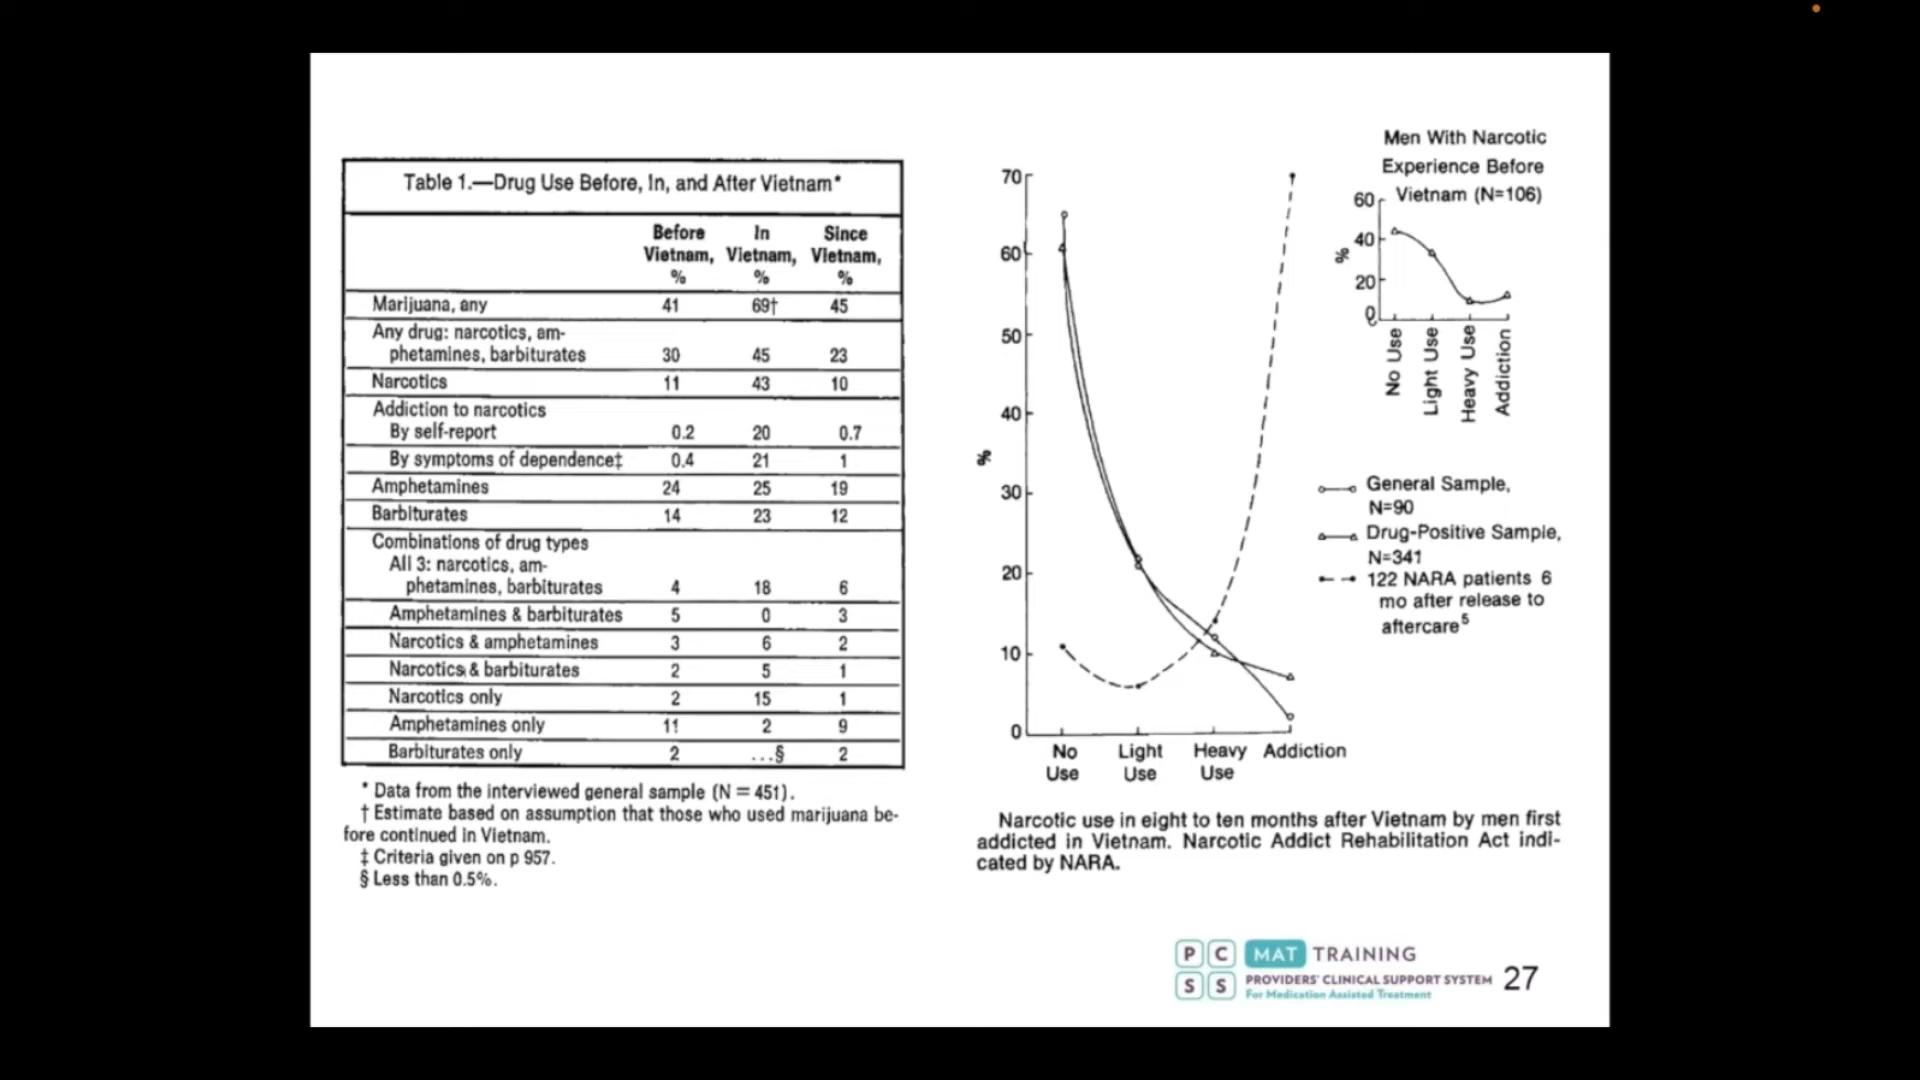 Table 1.—Drug Use Before, In, and After Vietnam*
Before Vietnam, % In Vietnam, % Since Vietnam, %
Marijuana, any 41 69† 45
Any drug: narcotics, am-
phetamines, barbiturates 30 45 23
Narcotics 11 43 10
Addiction to narcotics
By self-report 0.2 20 0.7
By symptoms of dependence‡ 0.4 21 1
Amphetamines 24 25 19
Barbiturates 14 23 12
Combinations of drug types
All 3: narcotics, am-
phetamines, barbiturates 4 18 6
Amphetamines & barbiturates 5 0 3
Narcotics & amphetamines 3 6 2
Narcotics & barbiturates 2 5 1
Narcotics only 2 15 1
Amphetamines only 11 2 9
Barbiturates only 2 ...§ 2
* Data from the interviewed general sample (N = 451).
† Estimate based on assumption that those who used marijuana be-
fore continued in Vietnam.
‡ Criteria given on p 957.
§ Less than 0.5%.
70
60
50
40
%
30
20
10
0
No Use
Light Use
Heavy Use
Addiction
Men With Narcotic
Experience Before
Vietnam (N=106)
60
40
%
20
0
No Use
Light Use
Heavy Use
Addiction
General Sample,
N=90
Drug-Positive Sample,
N=341
122 NARA patients 6
mo after release to
aftercare5
Narcotic use in eight to ten months after Vietnam by men first
addicted in Vietnam. Narcotic Addict Rehabilitation Act indi-
cated by NARA.
P C MAT TRAINING
S S PROVIDERS' CLINICAL SUPPORT SYSTEM
For Medication Assisted Treatment
27